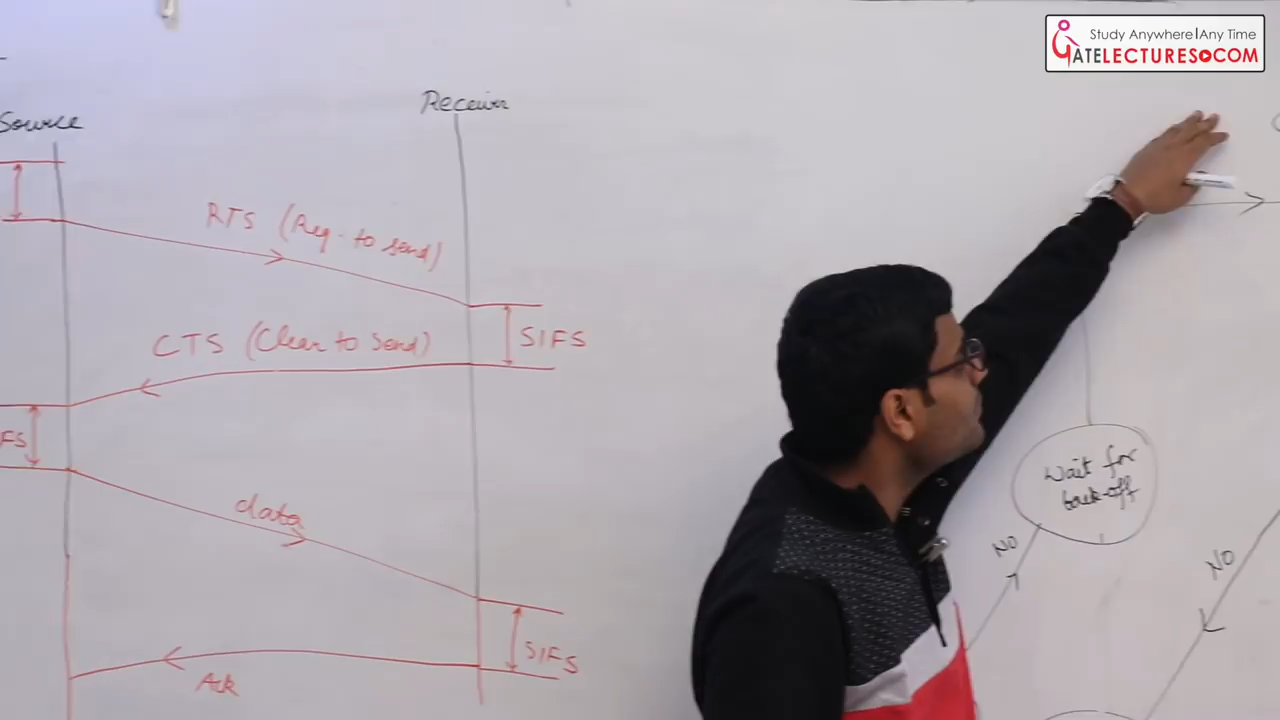 Study Anywhere|Any Time
GATELECTURES.COM
Source
Receiver
RTS (Req. to send)
CTS (Clear to send)
SIFS
FS
data
SIFS
Ack
Wait for
back-off
NO
NO